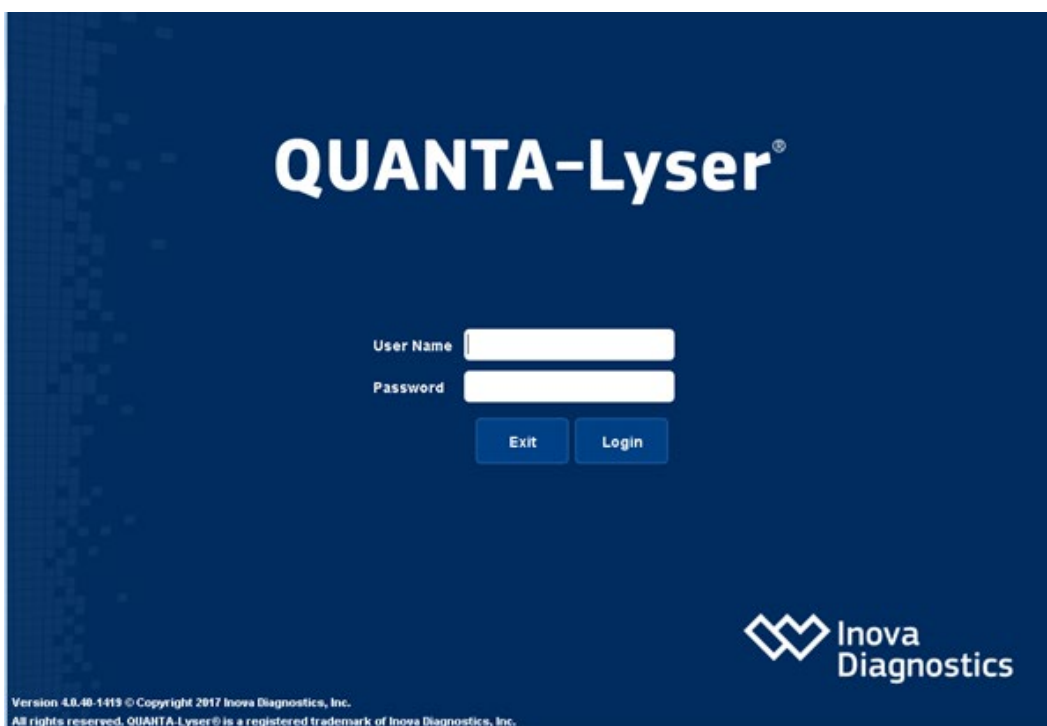 QUANTA-Lyser®
User Name
Password
Exit Login
Inova
Diagnostics
Version 4.0.40-1419 © Copyright 2017 Inova Diagnostics, Inc.
All rights reserved. QUANTA-Lyser® is a registered trademark of Inova Diagnostics, Inc.